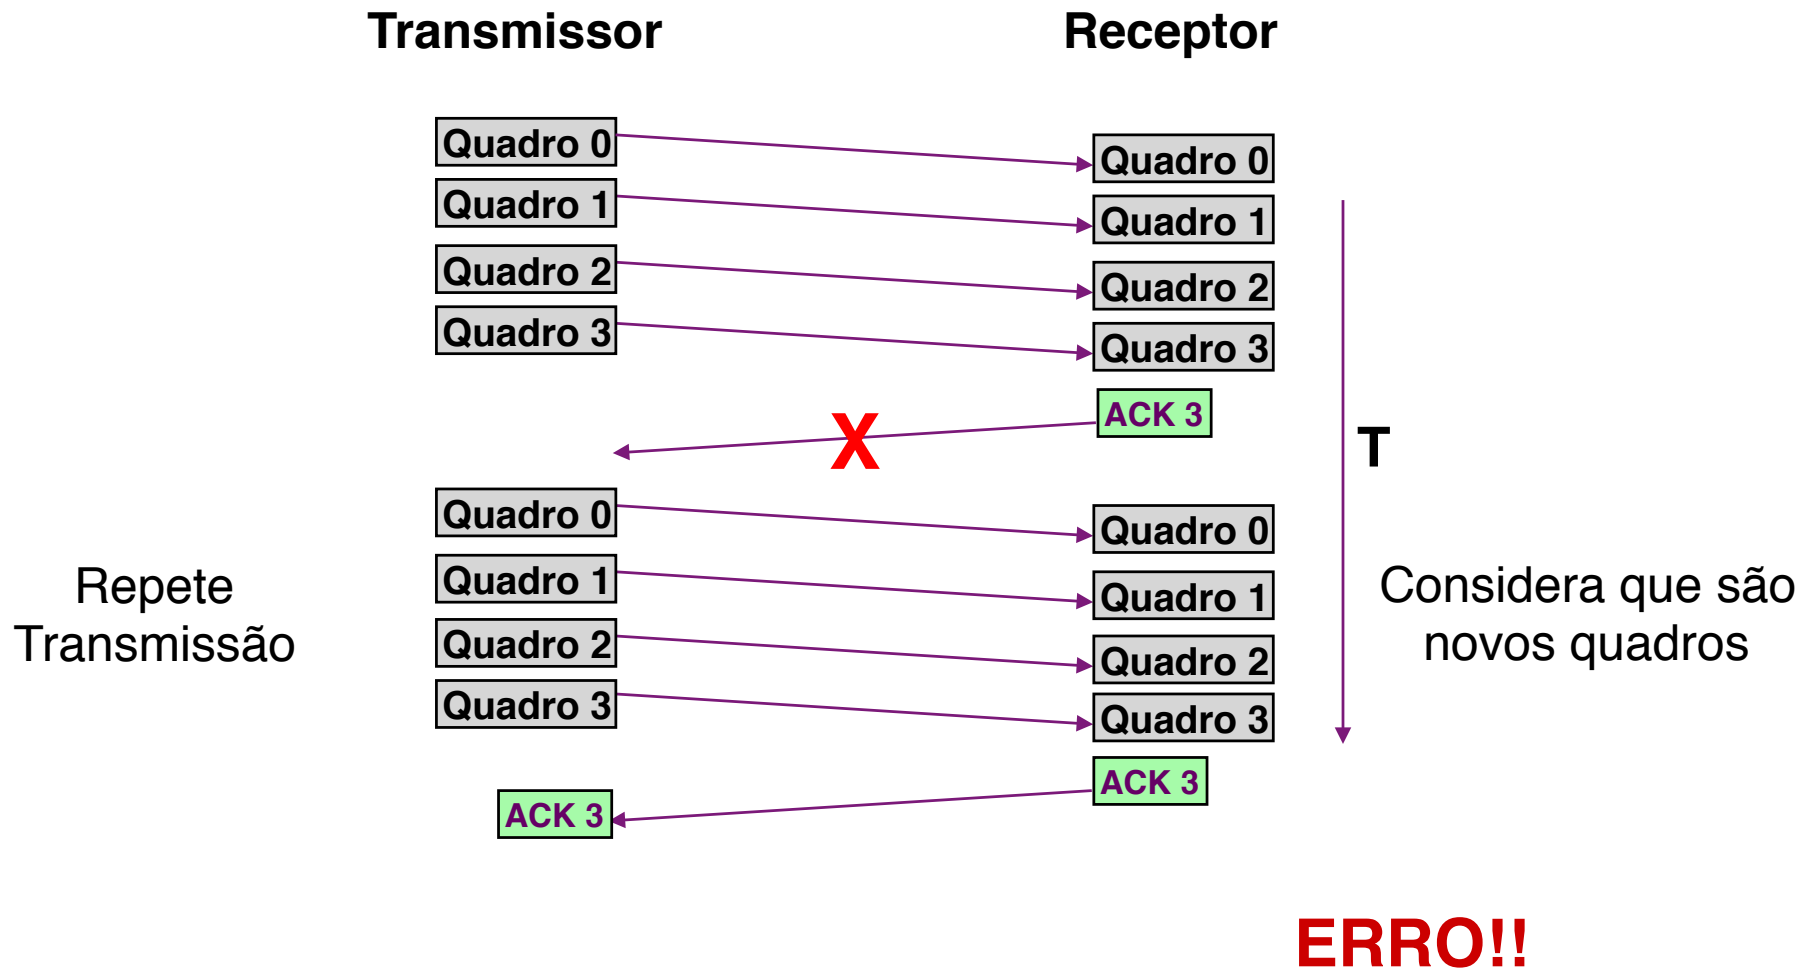 Transmissor
Receptor
Quadro 0
Quadro 0
Quadro 1
Quadro 1
Quadro 2
Quadro 2
Quadro 3
Quadro 3
ACK 3
X
T
Quadro 0
Quadro 0
Repete
Transmissão
Quadro 1
Quadro 1
Considera que são
novos quadros
Quadro 2
Quadro 2
Quadro 3
Quadro 3
ACK 3
ACK 3
ERRO!!